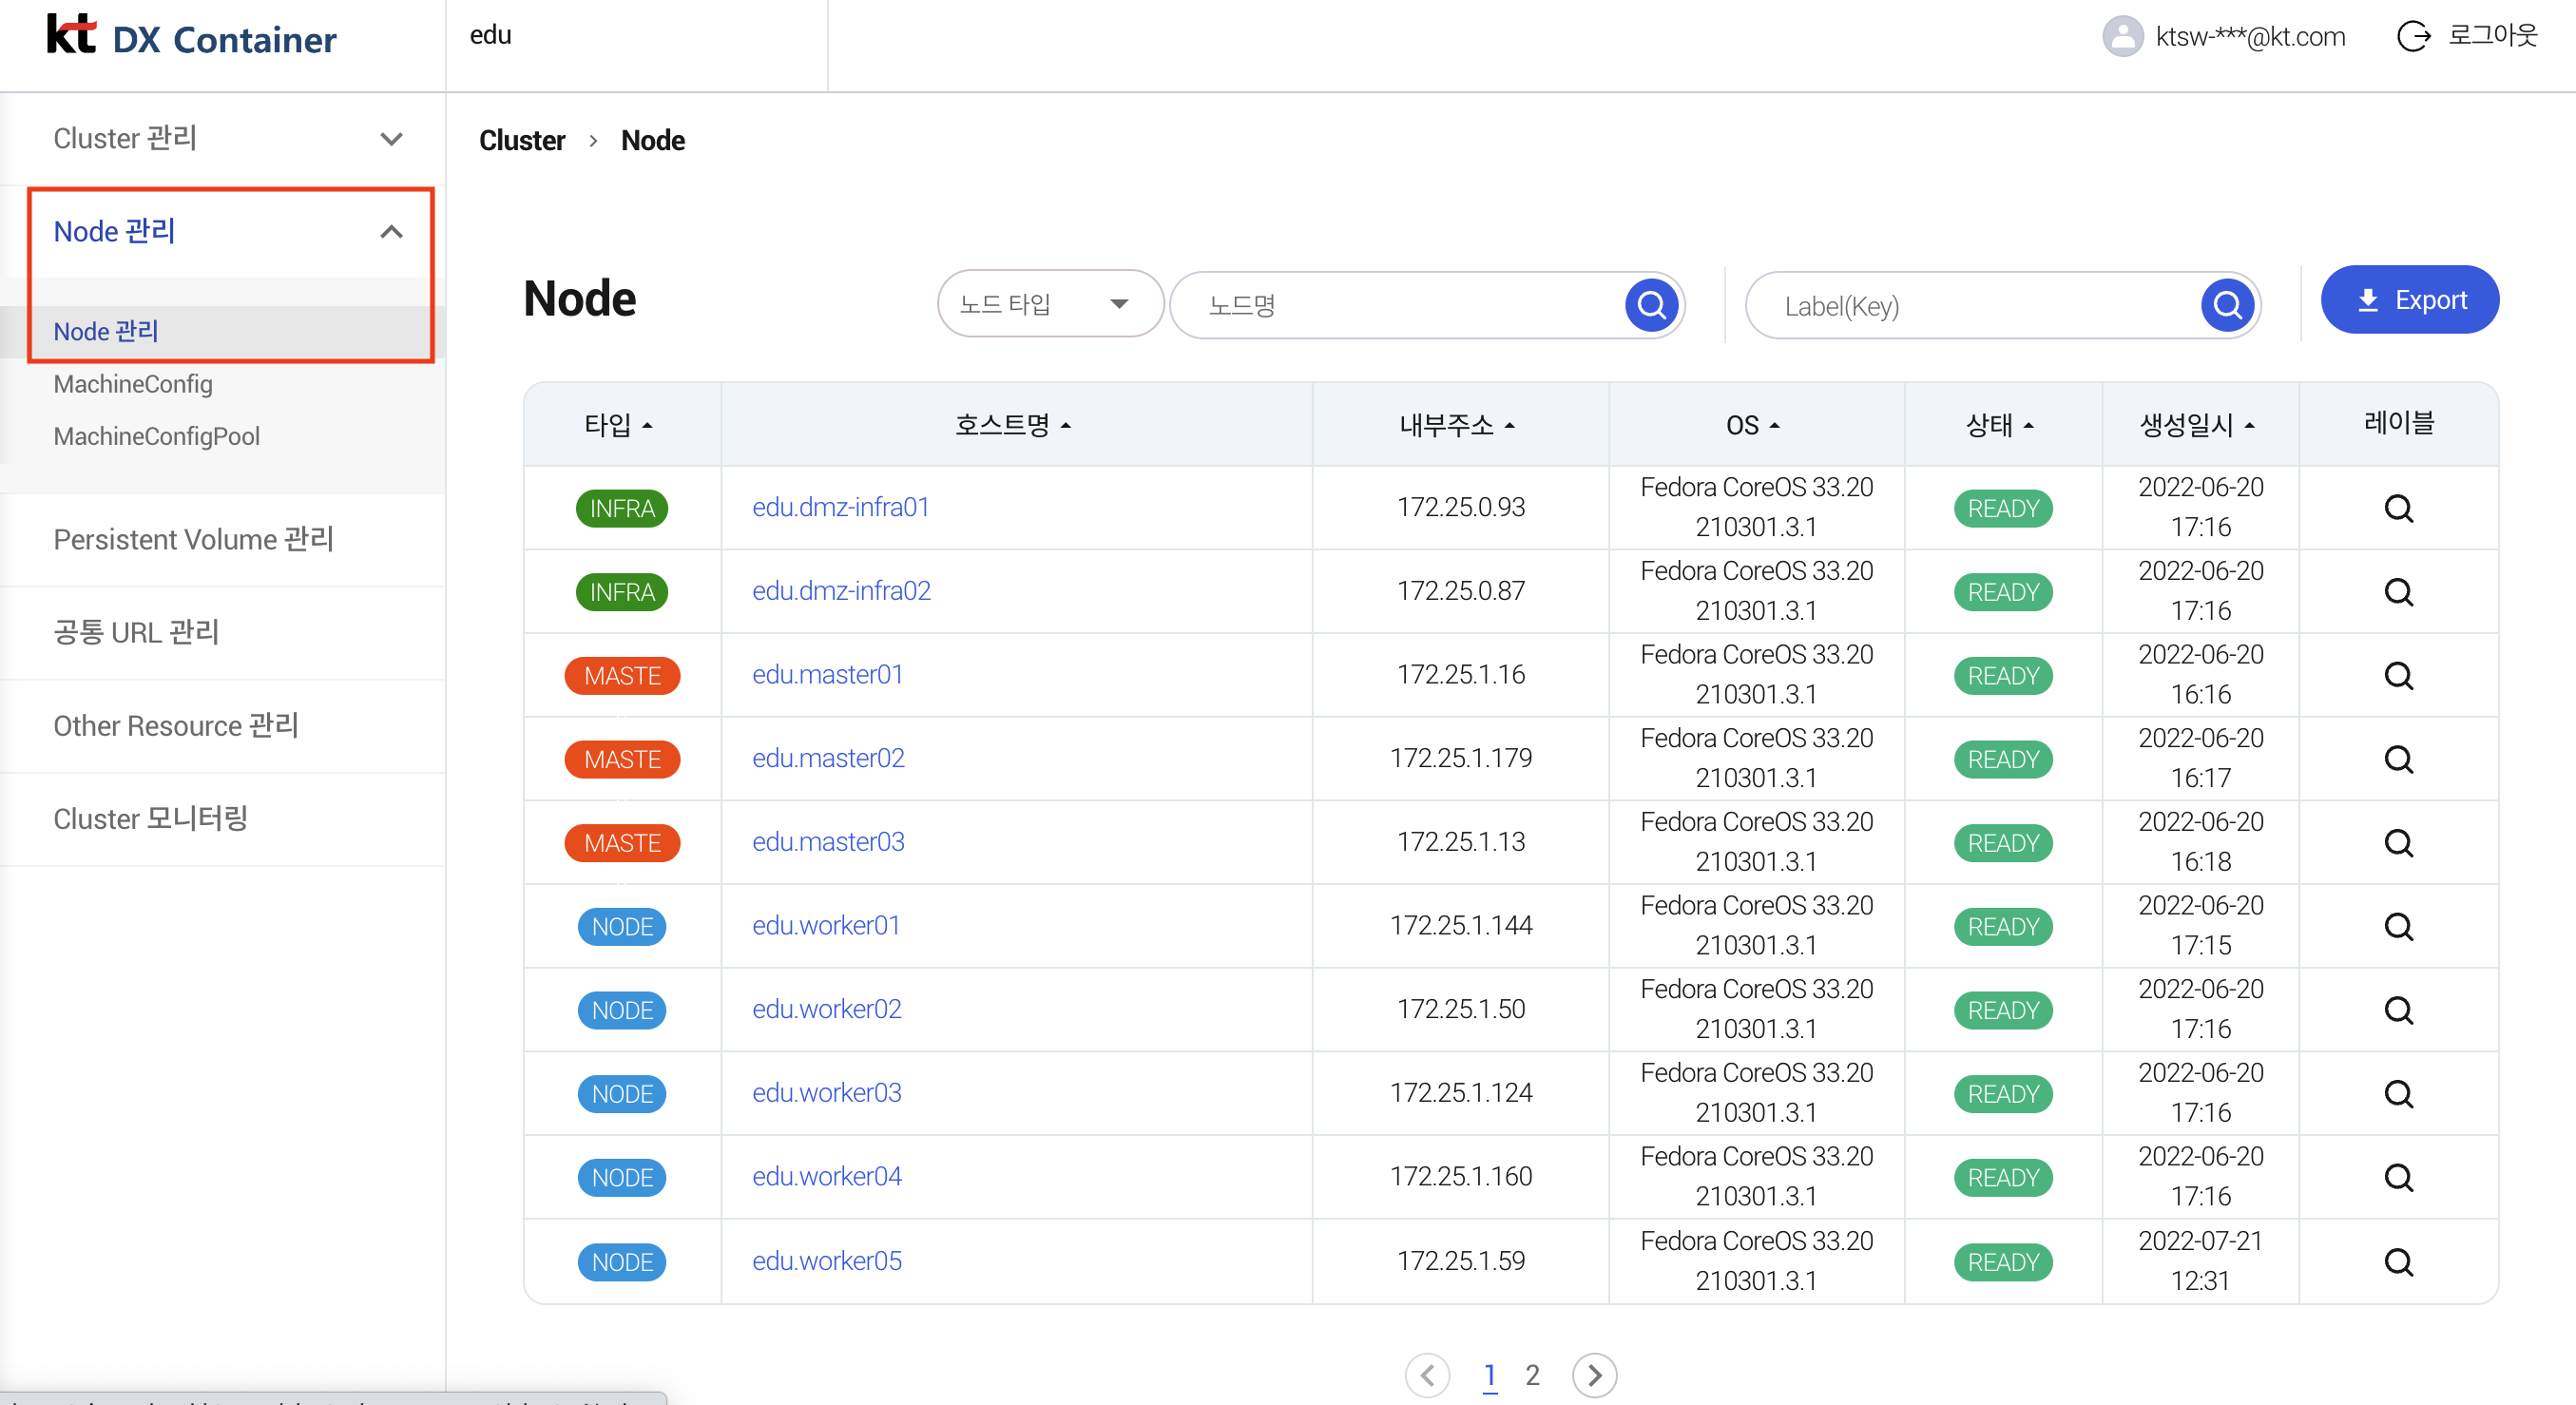 kt DX Container
edu
ktsw-***@kt.com
로그아웃
Cluster 관리
Node 관리
Node 관리
MachineConfig
MachineConfigPool
Persistent Volume 관리
공통 URL 관리
Other Resource 관리
Cluster 모니터링
Cluster > Node
Node
노드 타입
노드명
Label(Key)
Export
타입 호스트명 내부주소 OS 상태 생성일시 레이블
INFRA edu.dmz-infra01 172.25.0.93 Fedora CoreOS 33.20 READY 2022-06-20
210301.3.1 17:16
INFRA edu.dmz-infra02 172.25.0.87 Fedora CoreOS 33.20 READY 2022-06-20
210301.3.1 17:16
MASTE edu.master01 172.25.1.16 Fedora CoreOS 33.20 READY 2022-06-20
210301.3.1 16:16
MASTE edu.master02 172.25.1.179 Fedora CoreOS 33.20 READY 2022-06-20
210301.3.1 16:17
MASTE edu.master03 172.25.1.13 Fedora CoreOS 33.20 READY 2022-06-20
210301.3.1 16:18
NODE edu.worker01 172.25.1.144 Fedora CoreOS 33.20 READY 2022-06-20
210301.3.1 17:15
NODE edu.worker02 172.25.1.50 Fedora CoreOS 33.20 READY 2022-06-20
210301.3.1 17:16
NODE edu.worker03 172.25.1.124 Fedora CoreOS 33.20 READY 2022-06-20
210301.3.1 17:16
NODE edu.worker04 172.25.1.160 Fedora CoreOS 33.20 READY 2022-06-20
210301.3.1 17:16
NODE edu.worker05 172.25.1.59 Fedora CoreOS 33.20 READY 2022-07-21
210301.3.1 12:31
1 2